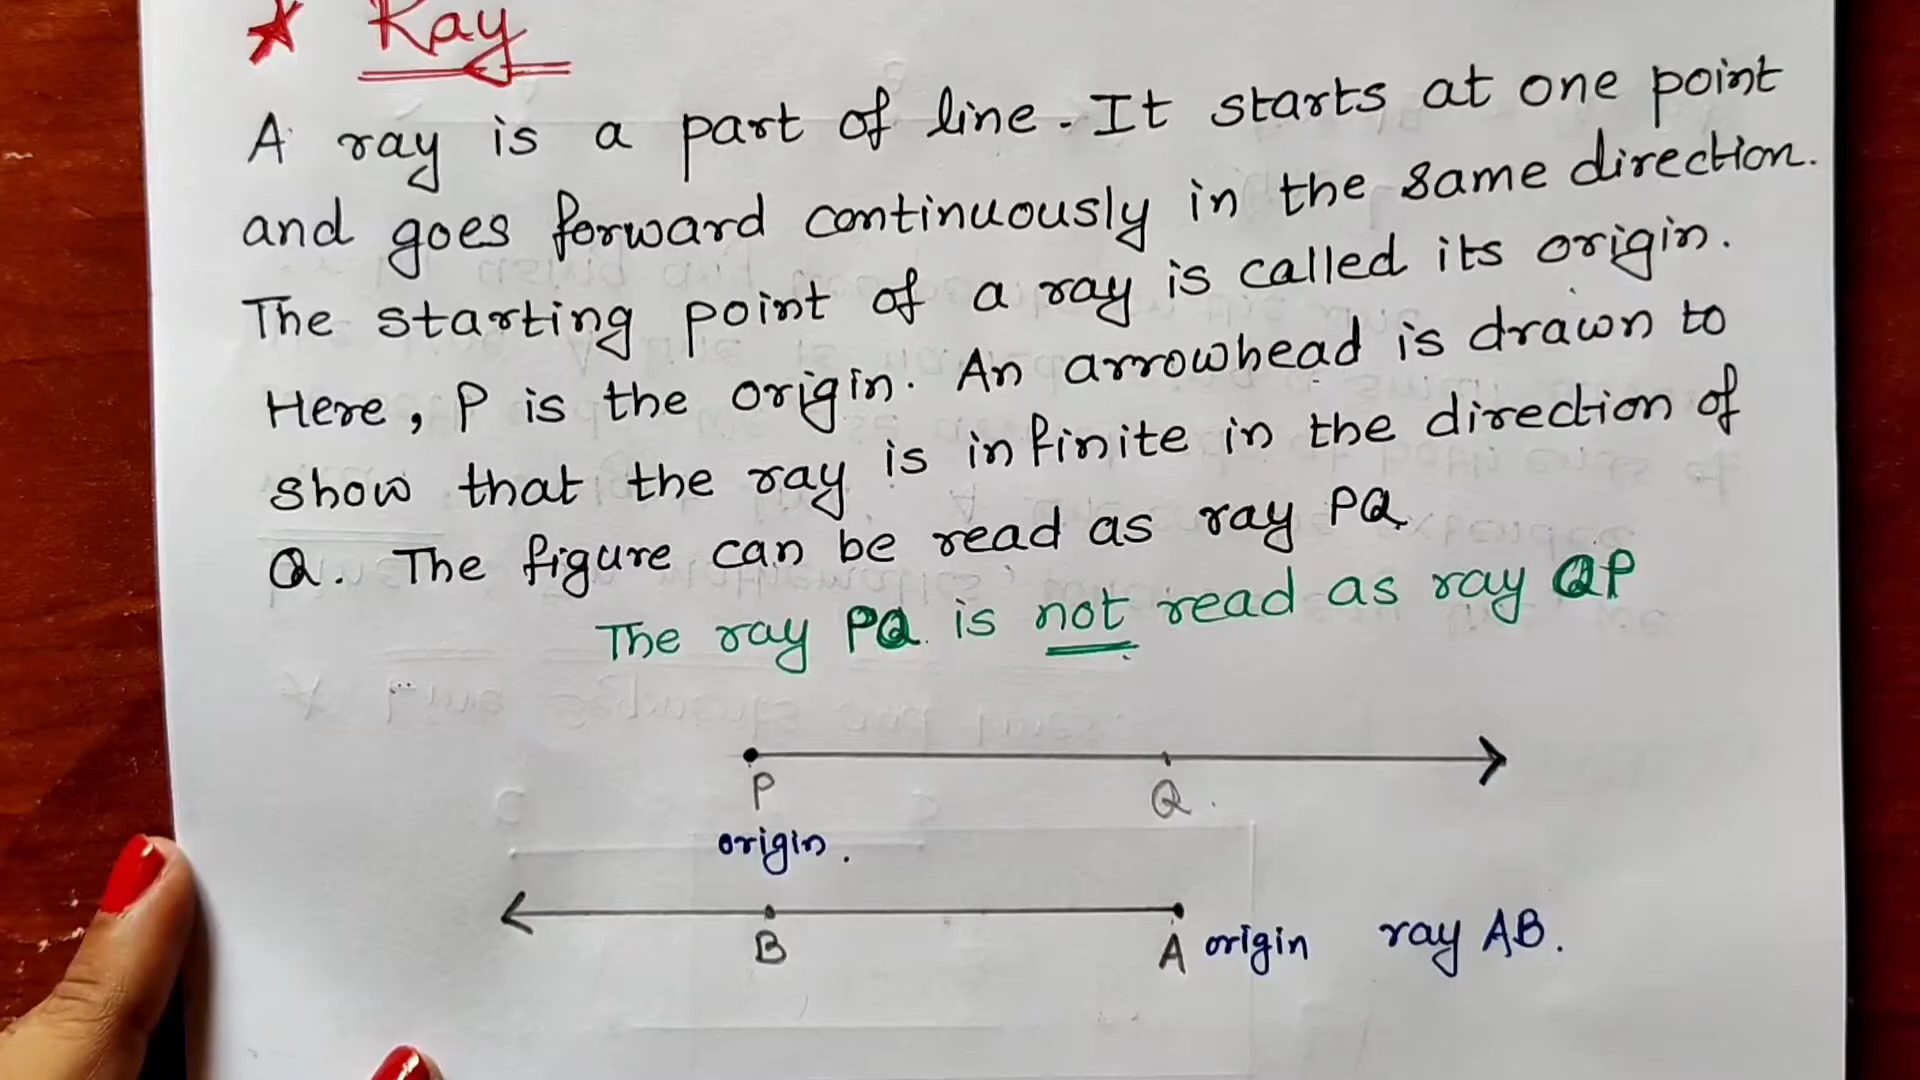 ★ Ray
A ray is a part of line. It starts at one point
and goes forward continuously in the same direction.
The starting point of a ray is called its origin.
Here, P is the origin. An arrowhead is drawn to
show that the ray is infinite in the direction of
Q. The figure can be read as ray PQ.
The ray PQ is not read as ray QP
P Q.
origin.
B A origin ray AB.